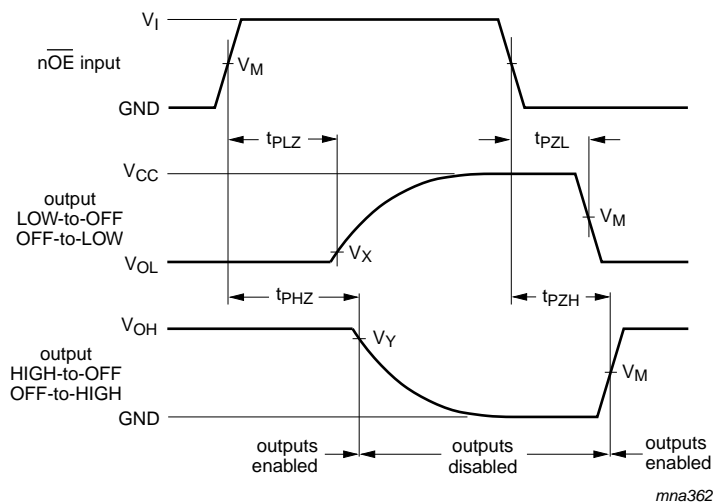 V_I
nO̅E̅ input
V_M
GND
t_PLZ
t_PZL
V_CC
output
LOW-to-OFF
OFF-to-LOW
V_M
V_X
V_OL
t_PHZ
t_PZH
V_OH
V_Y
output
HIGH-to-OFF
OFF-to-HIGH
V_M
GND
outputs
enabled
outputs
disabled
outputs
enabled
mna362